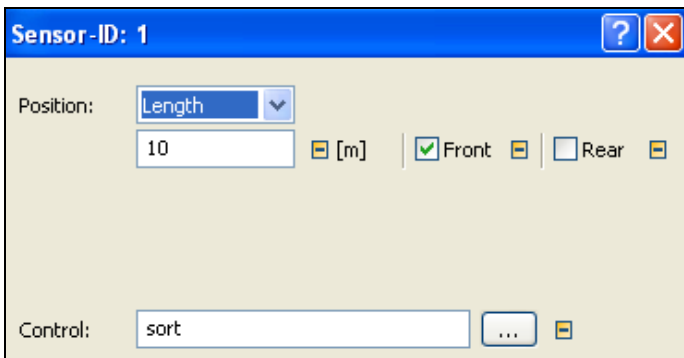 Sensor-ID: 1 ?
Position: Length
10 [m] Front Rear
Control: sort ...